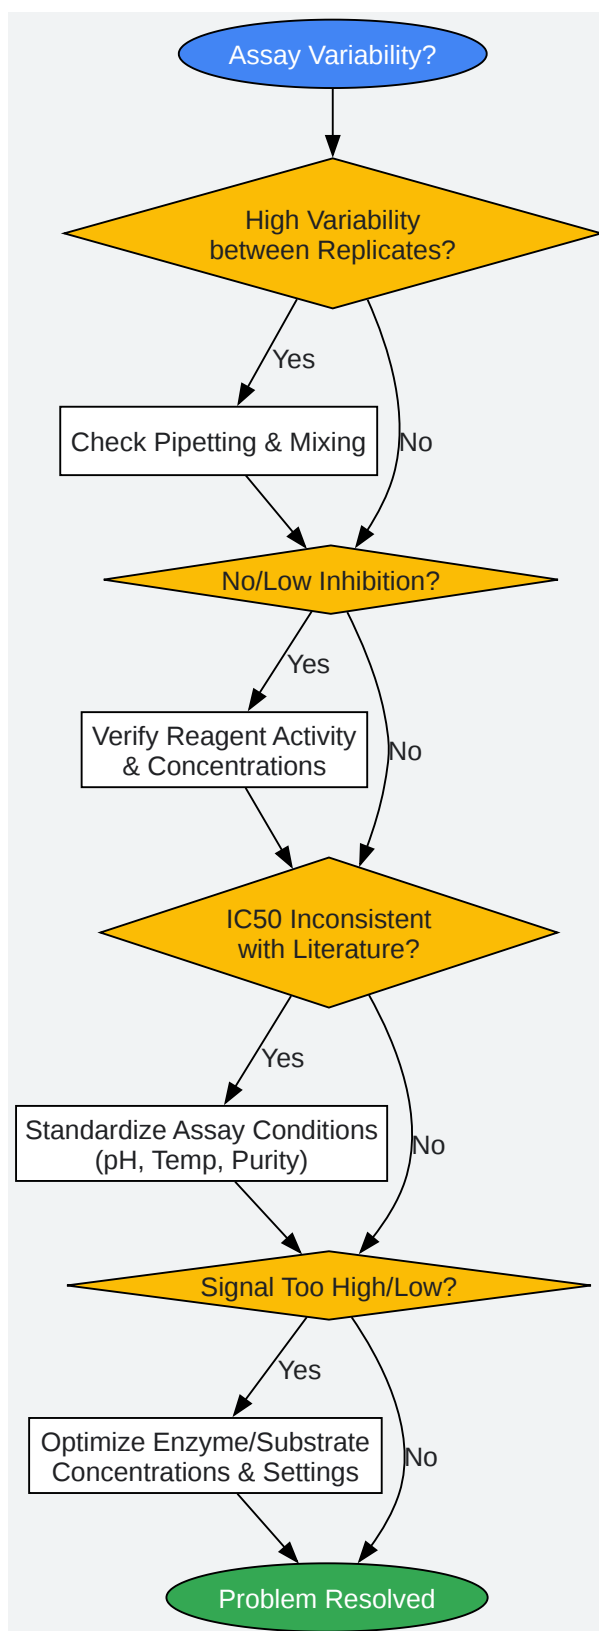 Assay Variability?
High Variability
between Replicates?
Yes
Check Pipetting & Mixing
No
No/Low Inhibition?
Yes
Verify Reagent Activity
& Concentrations
No
IC50 Inconsistent
with Literature?
Yes
Standardize Assay Conditions
(pH, Temp, Purity)
No
Signal Too High/Low?
Yes
Optimize Enzyme/Substrate
Concentrations & Settings
No
Problem Resolved